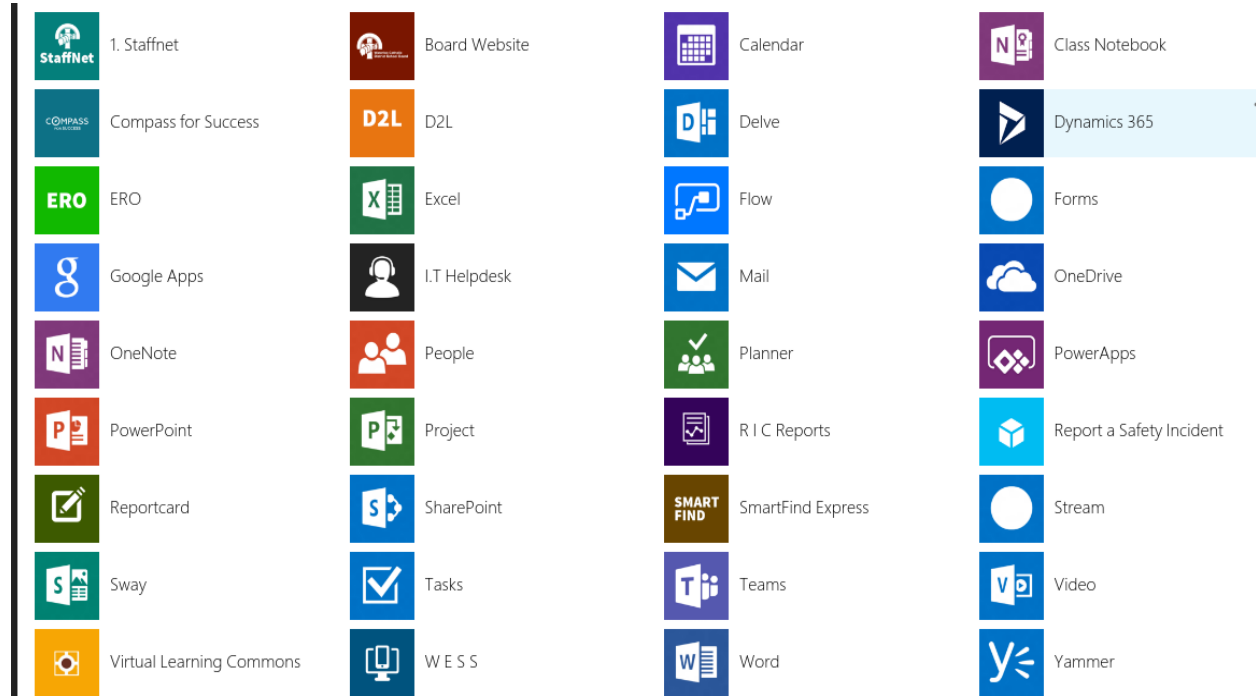 StaffNet 1. Staffnet
Board Website
Calendar
N Class Notebook
COMPASS FOR SUCCESS Compass for Success
D2L D2L
D Delve
Dynamics 365
ERO ERO
X Excel
Flow
Forms
g Google Apps
I.T Helpdesk
Mail
OneDrive
N OneNote
People
Planner
PowerApps
P PowerPoint
P Project
R I C Reports
Report a Safety Incident
Reportcard
S SharePoint
SMART FIND SmartFind Express
Stream
S Sway
Tasks
T Teams
V Video
Virtual Learning Commons
W E S S
W Word
Yammer